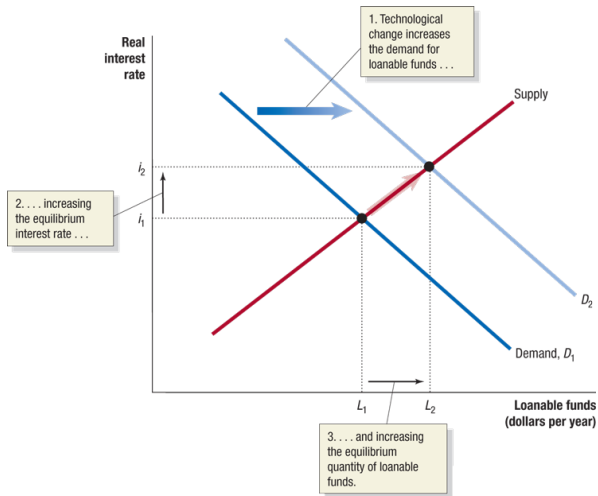 1. Technological
change increases
the demand for
loanable funds . . .
Real
interest
rate
Supply
i2
2. . . . increasing
the equilibrium
interest rate . . .
i1
D2
Demand, D1
L1
L2
Loanable funds
(dollars per year)
3. . . . and increasing
the equilibrium
quantity of loanable
funds.